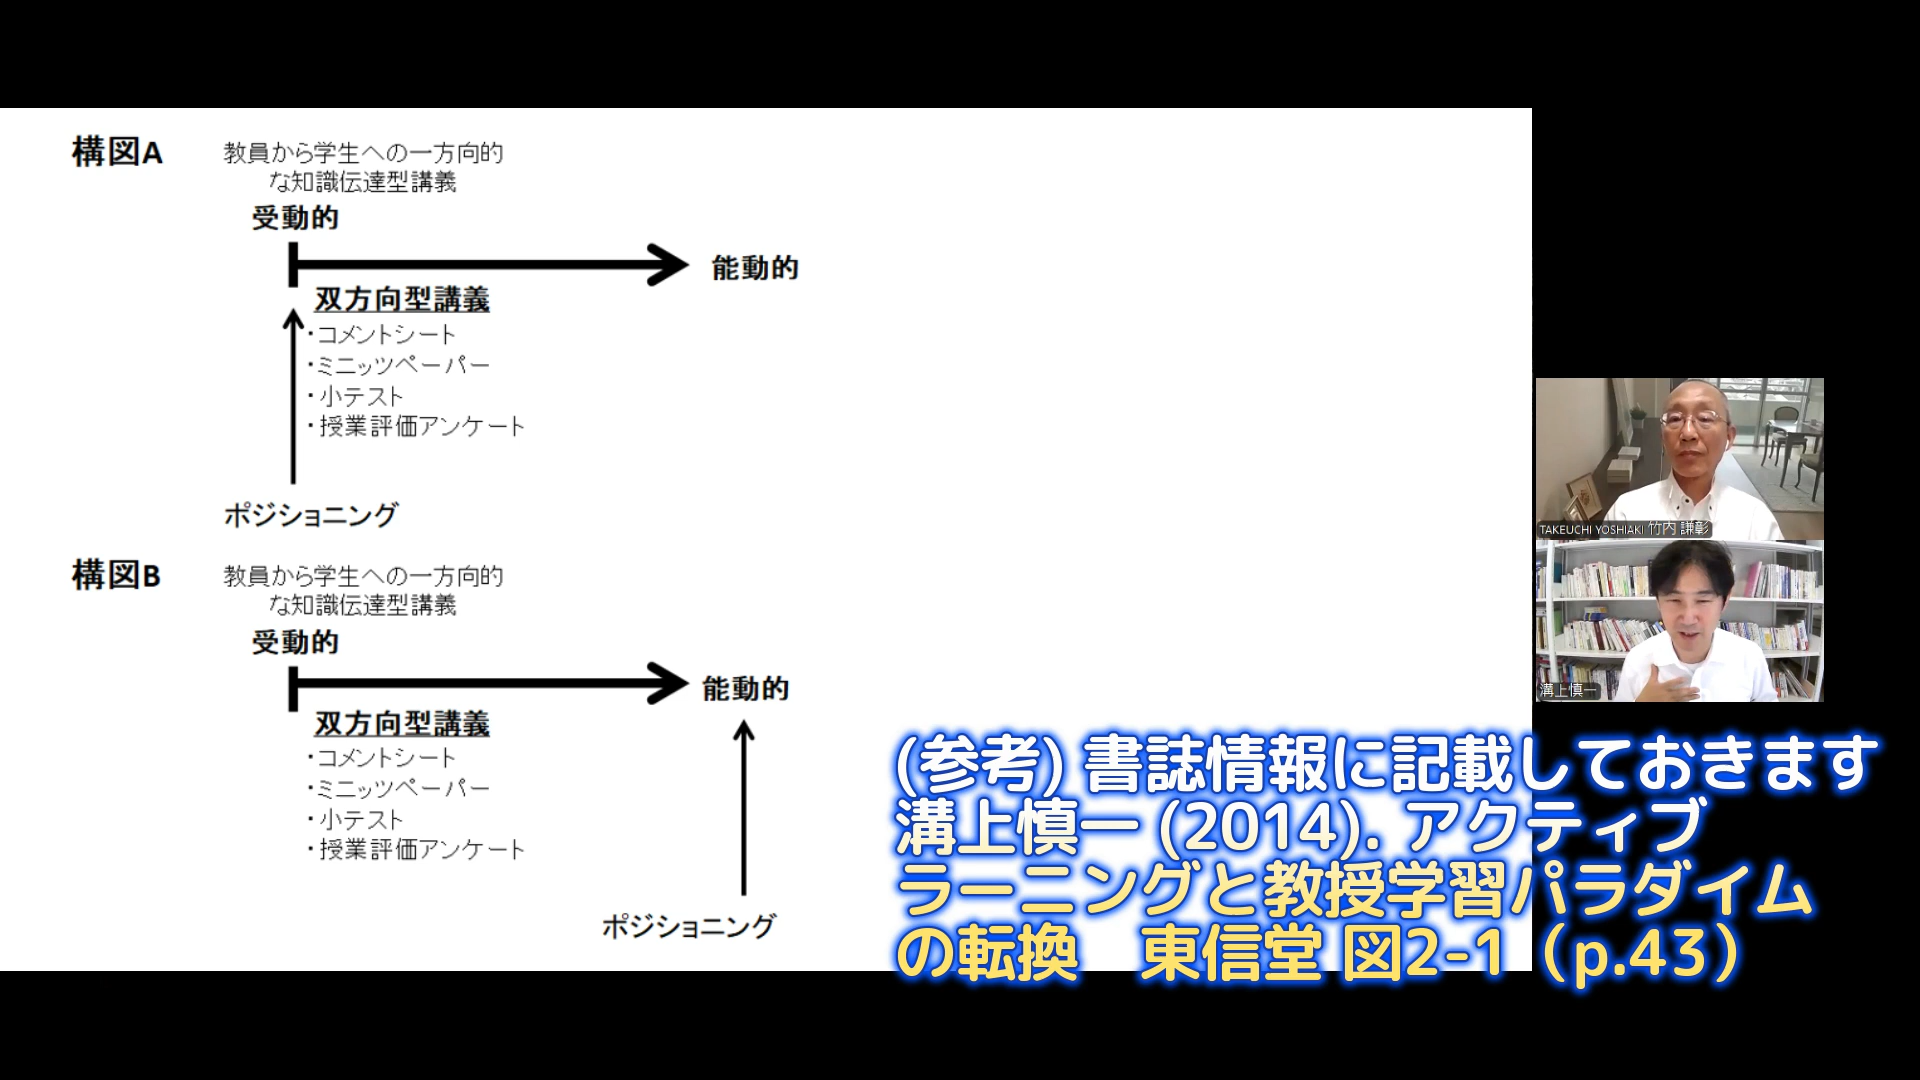 構図A
教員から学生への一方向的
な知識伝達型講義
受動的
能動的
双方向型講義
・コメントシート
・ミニッツペーパー
・小テスト
・授業評価アンケート
ポジショニング
構図B
教員から学生への一方向的
な知識伝達型講義
受動的
能動的
双方向型講義
・コメントシート
・ミニッツペーパー
・小テスト
・授業評価アンケート
ポジショニング
TAKEUCHI YOSHIAKI 竹内 謙彰
溝上慎一
(参考) 書誌情報に記載しておきます
溝上慎一 (2014). アクティブ
ラーニングと教授学習パラダイム
の転換　東信堂 図2-1（p.43）